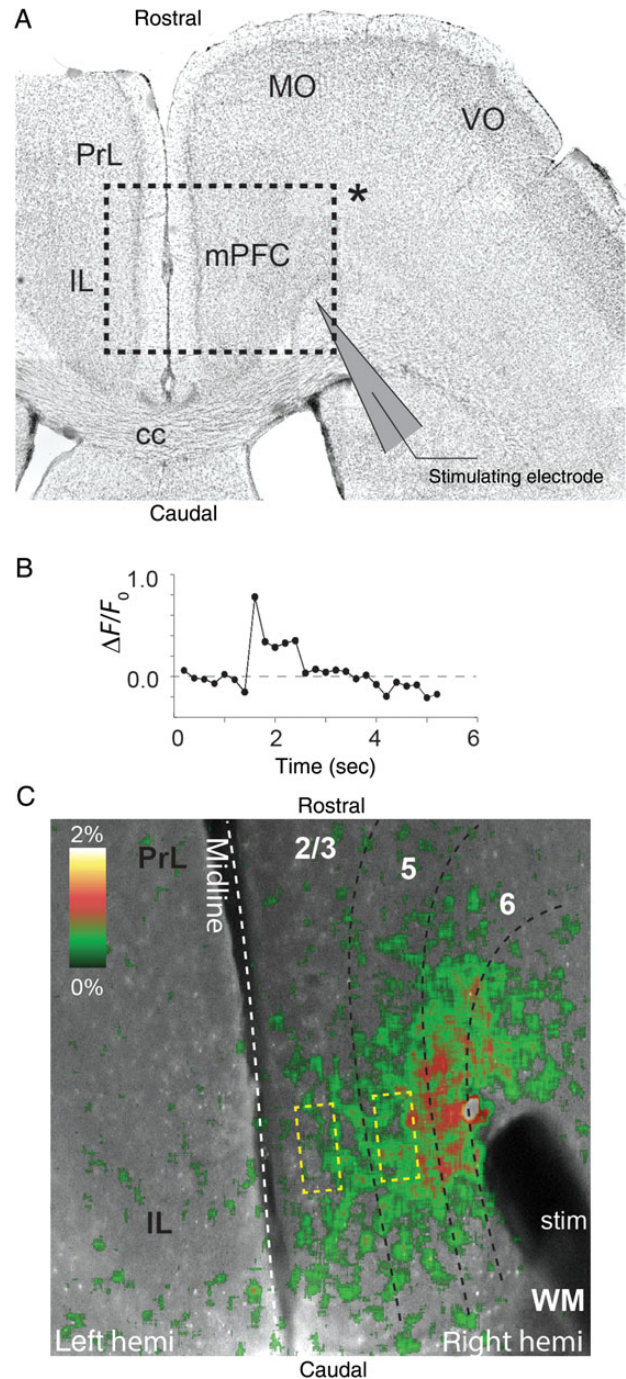 A
Rostral
MO
VO
PrL
*
mPFC
IL
cc
Stimulating electrode
Caudal
B
ΔF/F0
1.0
0.0
0 2 4 6
Time (sec)
C
Rostral
2%
PrL
Midline
2/3
5
6
0%
IL
stim
WM
Left hemi
Right hemi
Caudal